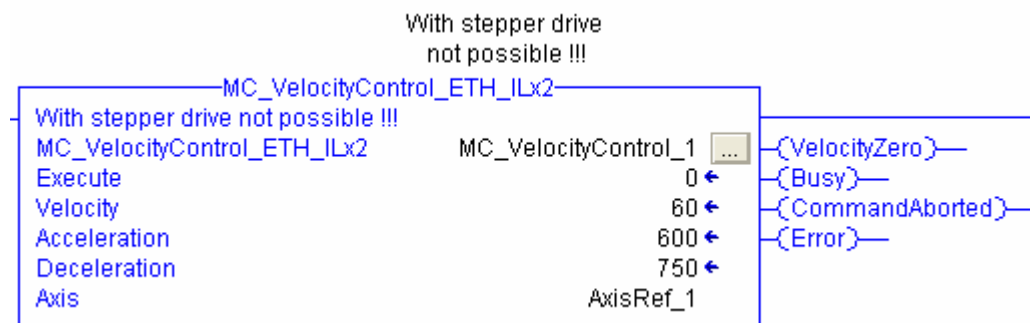 With stepper drive
not possible !!!
MC_VelocityControl_ETH_ILx2
With stepper drive not possible !!!
MC_VelocityControl_ETH_ILx2 MC_VelocityControl_1 ... VelocityZero
Execute 0 Busy
Velocity 60 CommandAborted
Acceleration 600 Error
Deceleration 750
Axis AxisRef_1